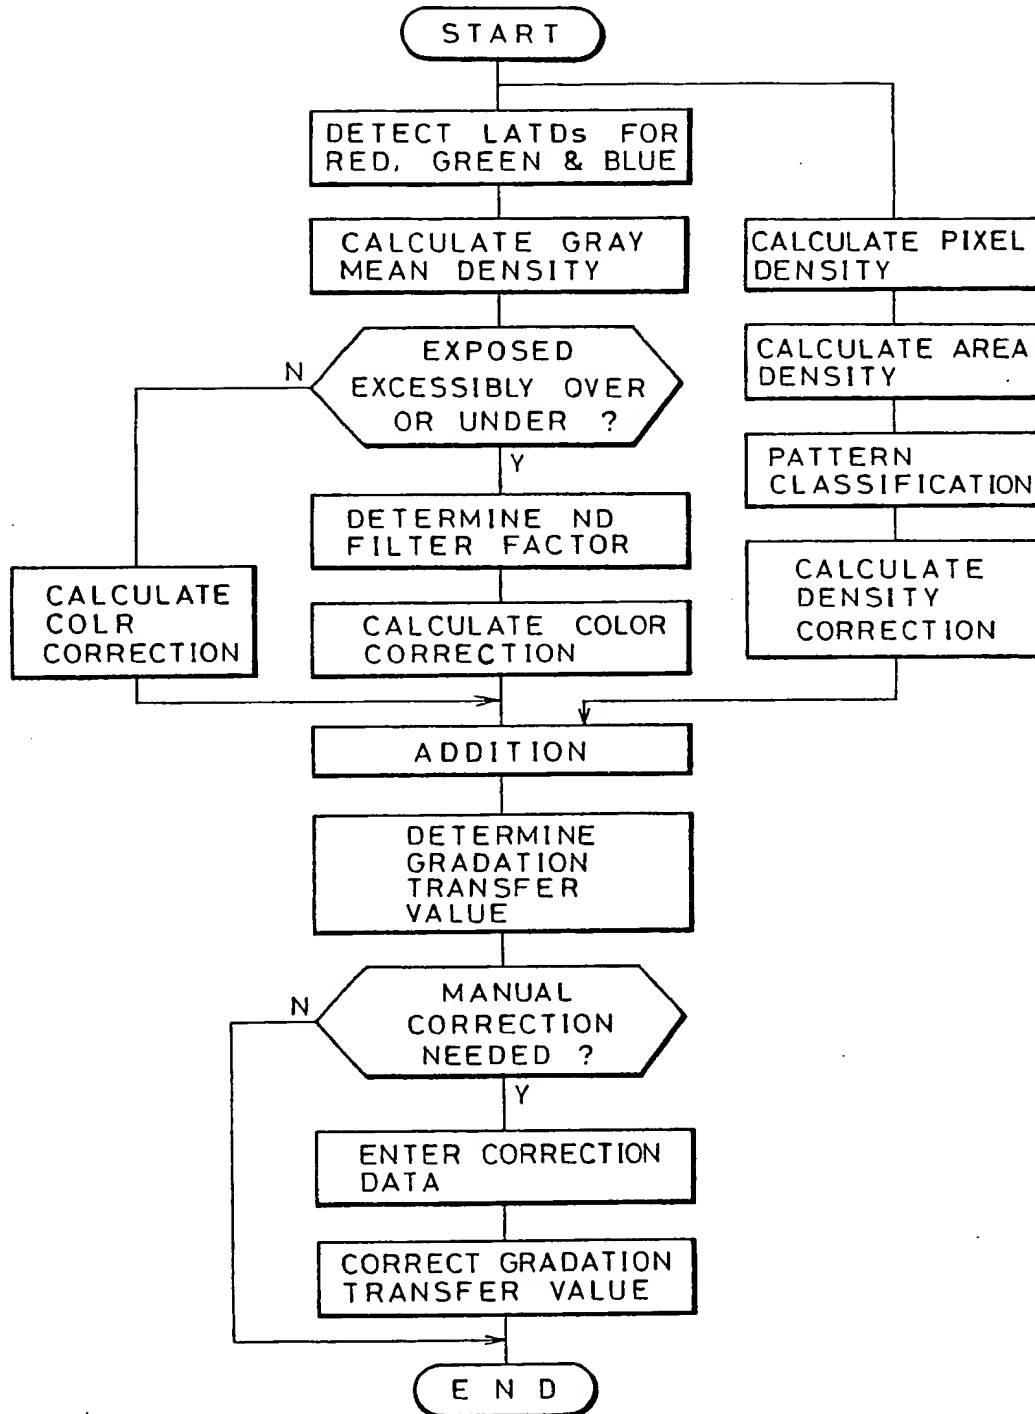 START
DETECT LATDs FOR
RED, GREEN & BLUE
CALCULATE GRAY
MEAN DENSITY
CALCULATE PIXEL
DENSITY
N
EXPOSED
EXCESSIBLY OVER
OR UNDER ?
Y
CALCULATE AREA
DENSITY
PATTERN
CLASSIFICATION
DETERMINE ND
FILTER FACTOR
CALCULATE
COLR
CORRECTION
CALCULATE COLOR
CORRECTION
CALCULATE
DENSITY
CORRECTION
ADDITION
DETERMINE
GRADATION
TRANSFER
VALUE
N
MANUAL
CORRECTION
NEEDED ?
Y
ENTER CORRECTION
DATA
CORRECT GRADATION
TRANSFER VALUE
END